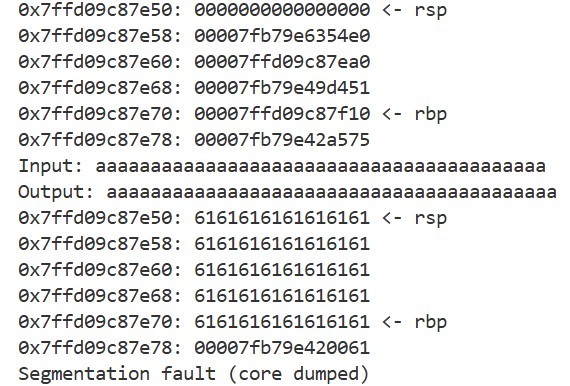 0x7ffd09c87e50: 0000000000000000 <- rsp
0x7ffd09c87e58: 00007fb79e6354e0
0x7ffd09c87e60: 00007ffd09c87ea0
0x7ffd09c87e68: 00007fb79e49d451
0x7ffd09c87e70: 00007ffd09c87f10 <- rbp
0x7ffd09c87e78: 00007fb79e42a575
Input: aaaaaaaaaaaaaaaaaaaaaaaaaaaaaaaaaaaaaaaaa
Output: aaaaaaaaaaaaaaaaaaaaaaaaaaaaaaaaaaaaaaaaa
0x7ffd09c87e50: 6161616161616161 <- rsp
0x7ffd09c87e58: 6161616161616161
0x7ffd09c87e60: 6161616161616161
0x7ffd09c87e68: 6161616161616161
0x7ffd09c87e70: 6161616161616161 <- rbp
0x7ffd09c87e78: 00007fb79e420061
Segmentation fault (core dumped)